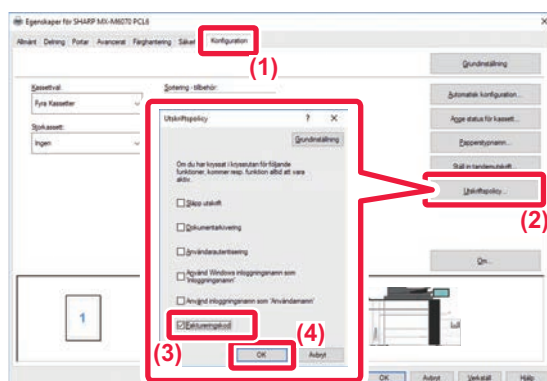 Egenskaper för SHARP MX-M6070 PCL6
Allmänt Delning Portar Avancerat Färghantering Säkerhet Konfiguration
(1)
Grundinställning
Kassettval:
Sortering -tillbehör:
Automatisk konfiguration...
Fyra Kassetter
Utskriftspolicy ? ×
Storkassett:
Ange status för kassett...
Ingen
Grundinställning
Papperstypnamn...
Om du har kryssat i kryssrutan för följande
funktioner, kommer resp. funktion alltid att vara
aktiv.
Ställ in tandemutskrift...
Utskriftspolicy...
(2)
Släpp utskrift
Dokumentarkivering
Användarautentisering
Använd Windows inloggningsnamn som
'Inloggningsnamn'
Om...
Använd inloggningsnamn som 'Användarnamn'
1
Faktureringskod
(3)
(4)
OK Avbryt
OK Avbryt Verkställ Hjälp